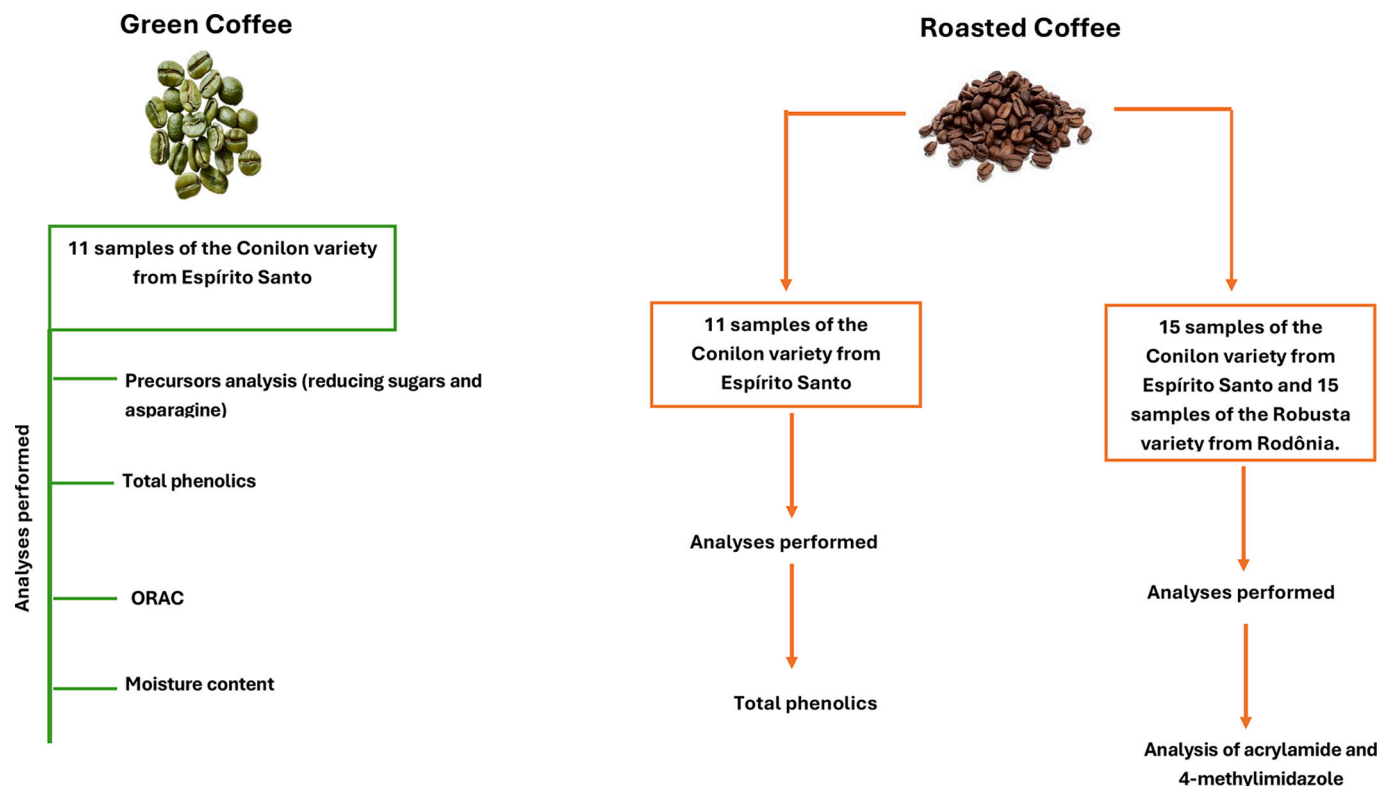 Green Coffee
11 samples of the Conilon variety
from Espírito Santo
Analyses performed
Precursors analysis (reducing sugars and
asparagine)
Total phenolics
ORAC
Moisture content
Roasted Coffee
11 samples of the
Conilon variety from
Espírito Santo
Analyses performed
Total phenolics
15 samples of the
Conilon variety from
Espírito Santo and 15
samples of the Robusta
variety from Rodônia.
Analyses performed
Analysis of acrylamide and
4-methylimidazole